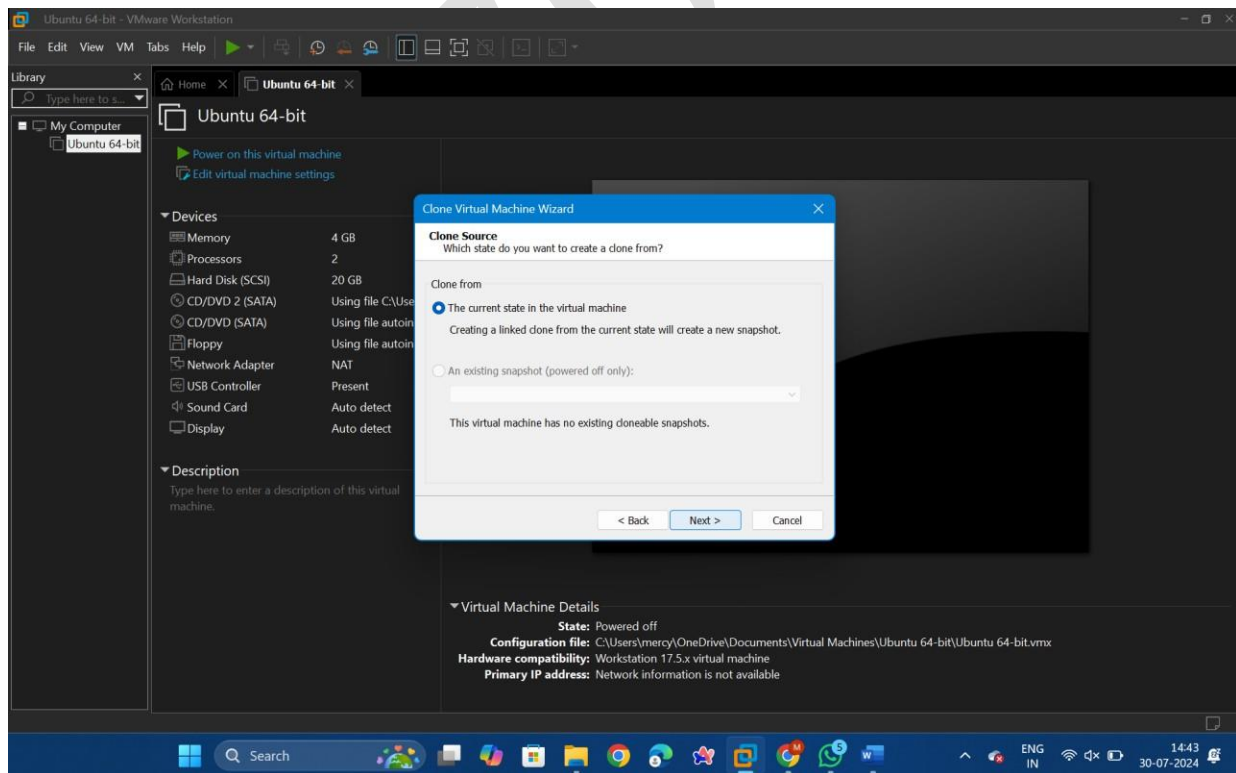 Ubuntu 64-bit - VMware Workstation
File Edit View VM Tabs Help
Library
Type here to s...
My Computer
Ubuntu 64-bit
Home
Ubuntu 64-bit
Ubuntu 64-bit
Power on this virtual machine
Edit virtual machine settings
Devices
Memory 4 GB
Processors 2
Hard Disk (SCSI) 20 GB
CD/DVD 2 (SATA) Using file C:\Use
CD/DVD (SATA) Using file autoin
Floppy Using file autoin
Network Adapter NAT
USB Controller Present
Sound Card Auto detect
Display Auto detect
Description
Type here to enter a description of this virtual
machine.
Clone Virtual Machine Wizard
Clone Source
Which state do you want to create a clone from?
Clone from
The current state in the virtual machine
Creating a linked clone from the current state will create a new snapshot.
An existing snapshot (powered off only):
This virtual machine has no existing cloneable snapshots.
< Back Next > Cancel
Virtual Machine Details
State: Powered off
Configuration file: C:\Users\mercy\OneDrive\Documents\Virtual Machines\Ubuntu 64-bit\Ubuntu 64-bit.vmx
Hardware compatibility: Workstation 17.5.x virtual machine
Primary IP address: Network information is not available
Search
ENG
IN
14:43
30-07-2024